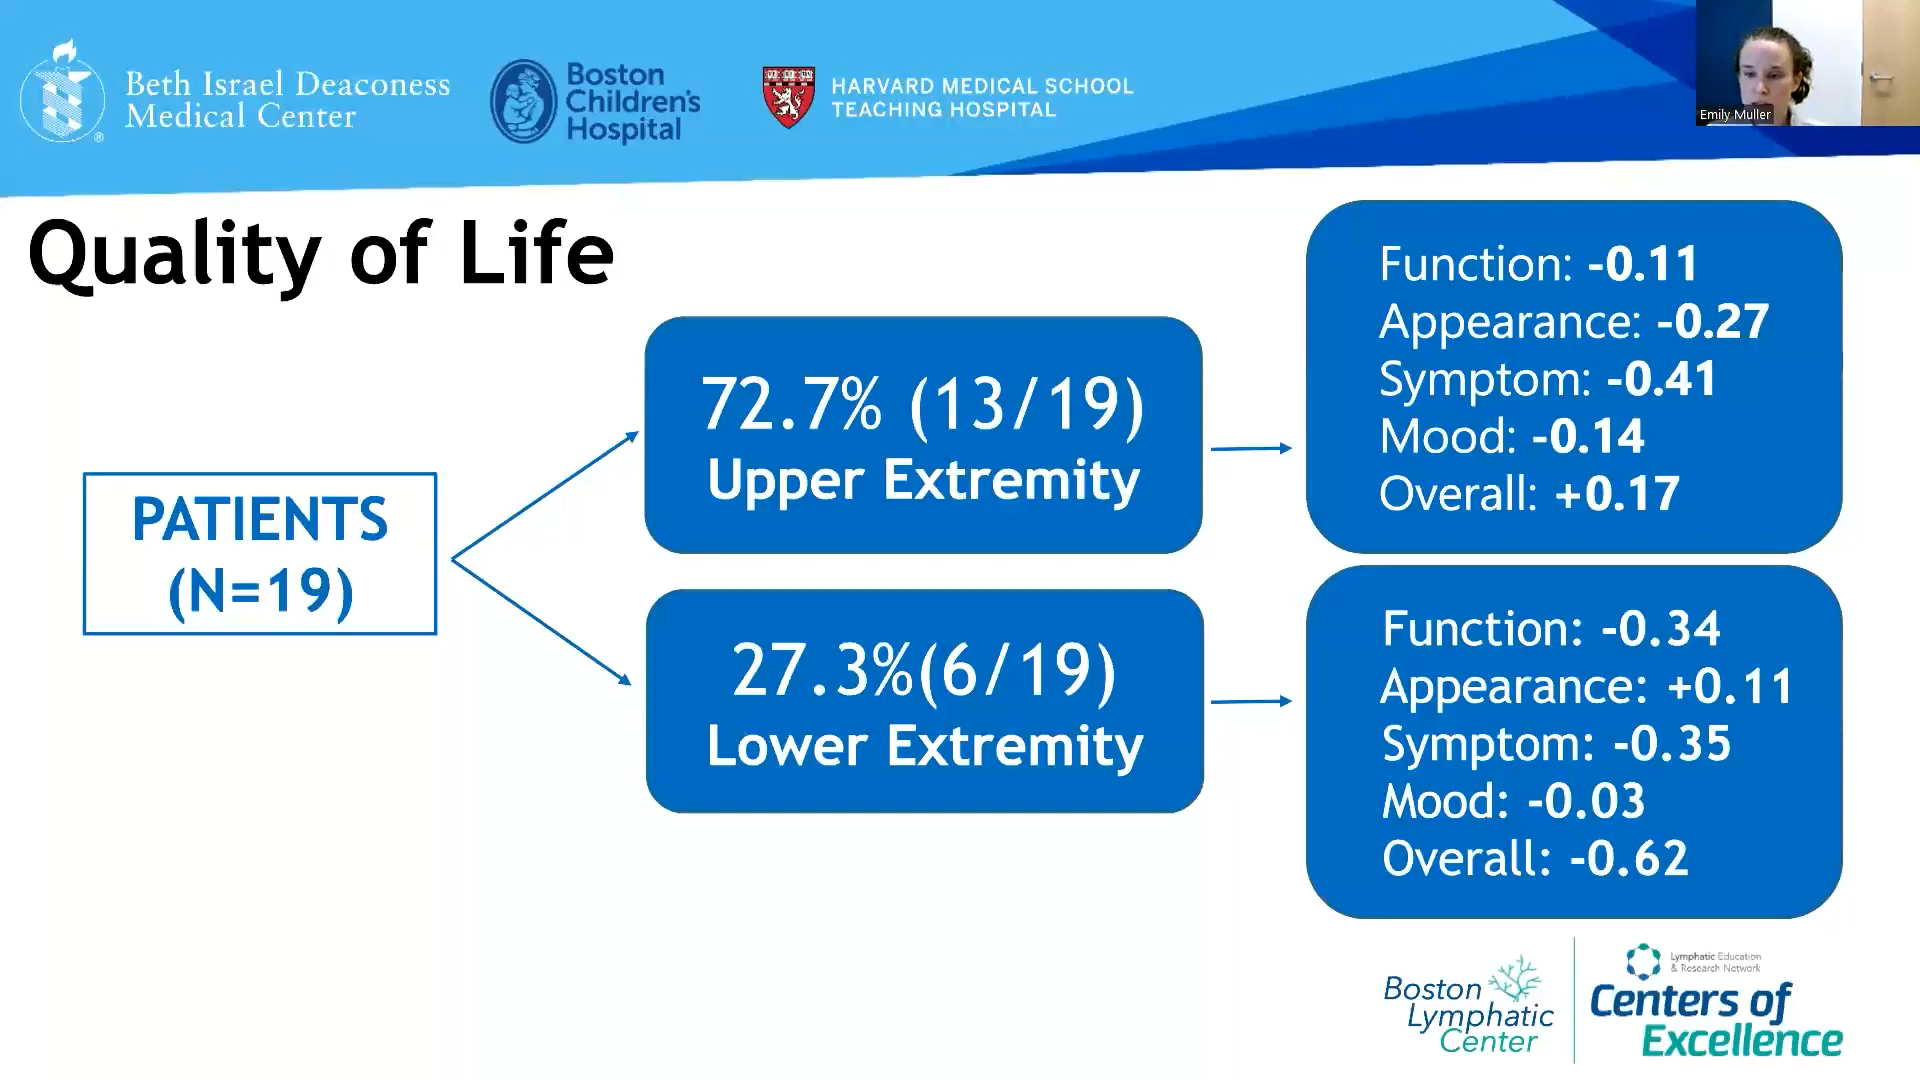 Beth Israel Deaconess
Medical Center
®
Boston
Children's
Hospital
HARVARD MEDICAL SCHOOL
TEACHING HOSPITAL
Emily Muller
Quality of Life
PATIENTS
(N=19)
72.7% (13/19)
Upper Extremity
27.3%(6/19)
Lower Extremity
Function: -0.11
Appearance: -0.27
Symptom: -0.41
Mood: -0.14
Overall: +0.17
Function: -0.34
Appearance: +0.11
Symptom: -0.35
Mood: -0.03
Overall: -0.62
Boston
Lymphatic
Center
Lymphatic Education
& Research Network
Centers of
Excellence